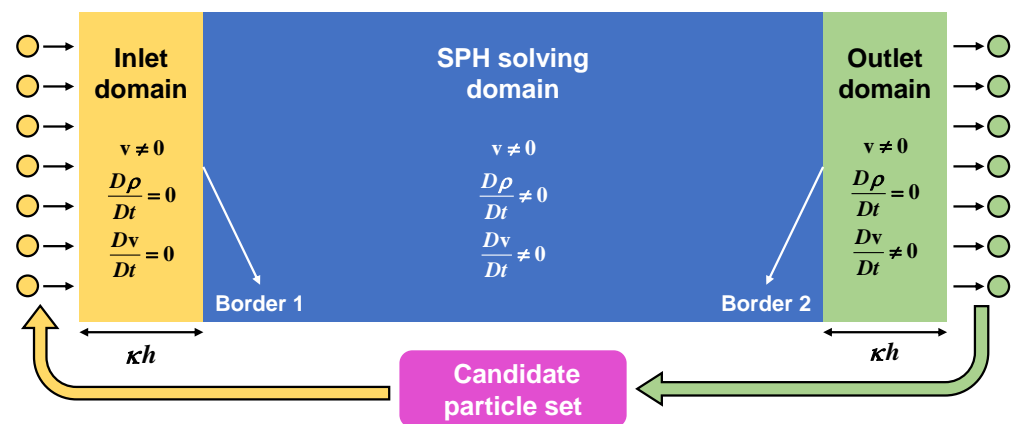 Inlet
domain
v ≠ 0
Dρ/Dt = 0
Dv/Dt = 0
κh
SPH solving
domain
v ≠ 0
Dρ/Dt ≠ 0
Dv/Dt ≠ 0
Border 1
Border 2
Outlet
domain
v ≠ 0
Dρ/Dt = 0
Dv/Dt ≠ 0
κh
Candidate
particle set